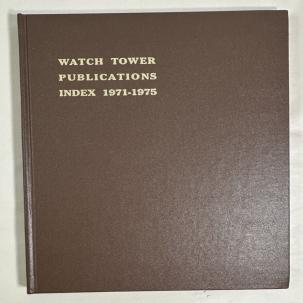 WATCH TOWER
PUBLICATIONS
INDEX 1971-1975